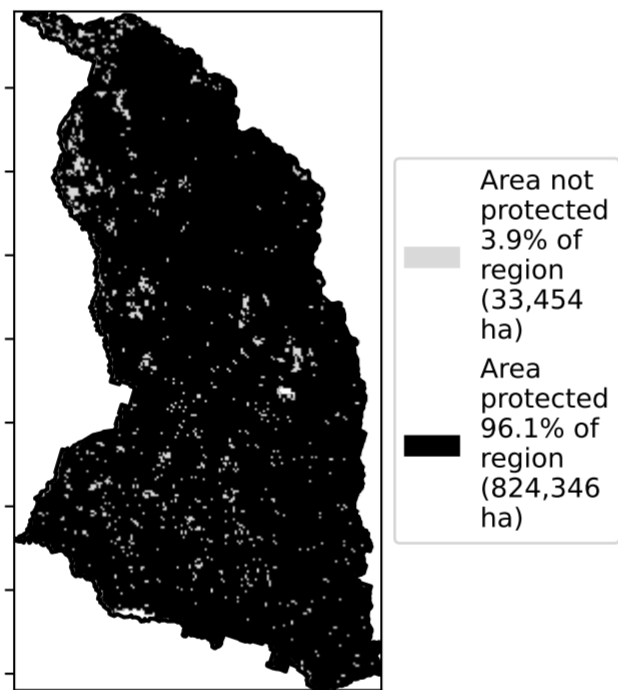 Area not
protected
3.9% of
region
(33,454
ha)
Area
protected
96.1% of
region
(824,346
ha)